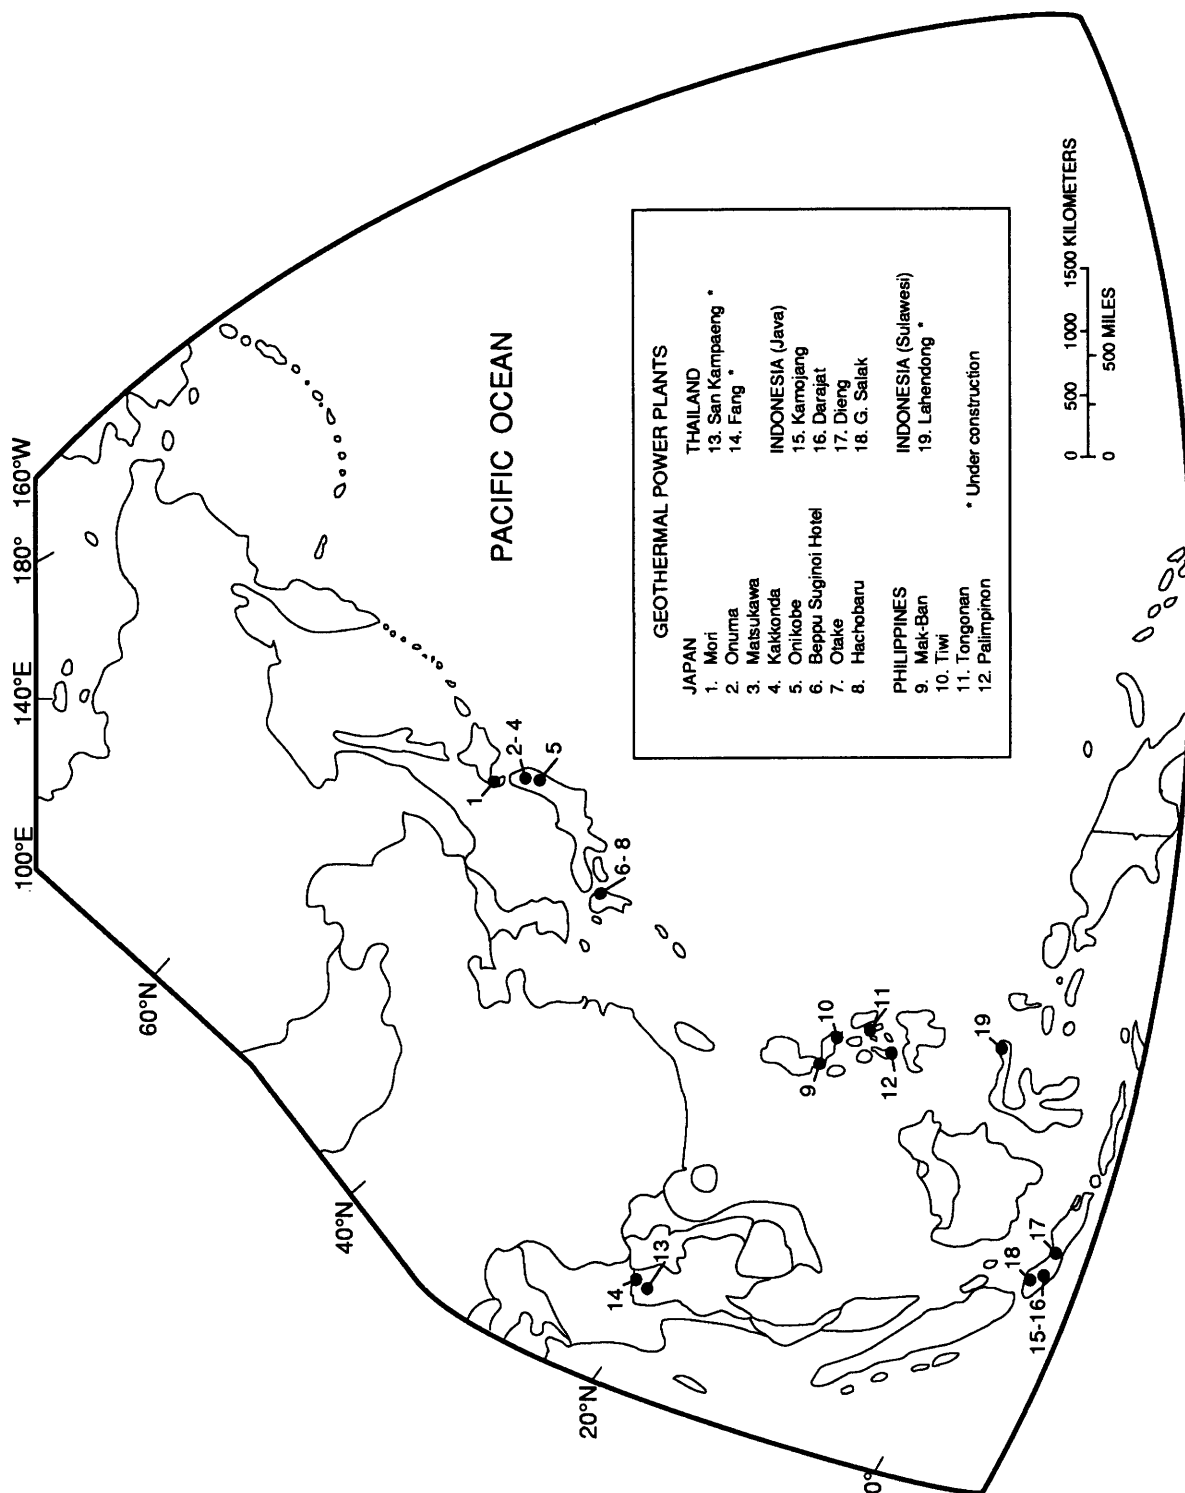 160°W
180°
140°E
100°E
60°N
40°N
20°N
0°
PACIFIC OCEAN
1
2-4
5
6-8
9
10
11
12
13
14
15-16
17
18
19
GEOTHERMAL POWER PLANTS
JAPAN
1. Mori
2. Onuma
3. Matsukawa
4. Kakkonda
5. Onikobe
6. Beppu Suginoi Hotel
7. Otake
8. Hachobaru
PHILIPPINES
9. Mak-Ban
10. Tiwi
11. Tongonan
12. Palimpinon
THAILAND
13. San Kampaeng *
14. Fang *
INDONESIA (Java)
15. Kamojang
16. Darajat
17. Dieng
18. G. Salak
INDONESIA (Sulawesi)
19. Lahendong *
* Under construction
0 500 1000 1500 KILOMETERS
0 500 MILES